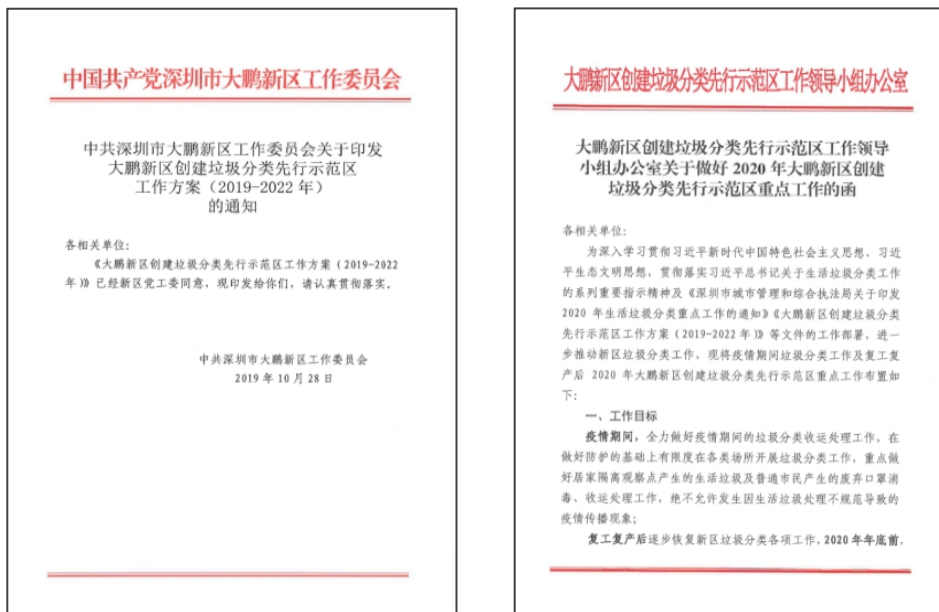 中国共产党深圳市大鹏新区工作委员会
中共深圳市大鹏新区工作委员会关于印发
大鹏新区创建垃圾分类先行示范区
工作方案（2019-2022年）
的通知
各相关单位：
《大鹏新区创建垃圾分类先行示范区工作方案（2019-2022
年）》已经新区党工委同意，现印发给你们，请认真贯彻落实。
中共深圳市大鹏新区工作委员会
2019年10月28日
大鹏新区创建垃圾分类先行示范区工作领导小组办公室
大鹏新区创建垃圾分类先行示范区工作领导
小组办公室关于做好2020年大鹏新区创建
垃圾分类先行示范区重点工作的函
各相关单位：
为深入学习贯彻习近平新时代中国特色社会主义思想、习近
平生态文明思想，贯彻落实习近平总书记关于生活垃圾分类工作
的系列重要指示精神及《深圳市城市管理和综合执法局关于印发
2020年生活垃圾分类重点工作的通知》《大鹏新区创建垃圾分类
先行示范区工作方案（2019-2022年）》等文件的工作部署，进一
步推动新区垃圾分类工作，现将疫情期间垃圾分类工作及复工复
产后2020年大鹏新区创建垃圾分类先行示范区重点工作布置如
下：
一、工作目标
疫情期间，全力做好疫情期间的垃圾分类收运处理工作，在
做好防护的基础上有限度在各类场所开展垃圾分类工作，重点做
好居家隔离观察点产生的生活垃圾及普通市民产生的废弃口罩消
毒、收运处理工作，绝不允许发生因生活垃圾处理不规范导致的
疫情传播现象；
复工复产后逐步恢复新区垃圾分类各项工作，2020年年底前，